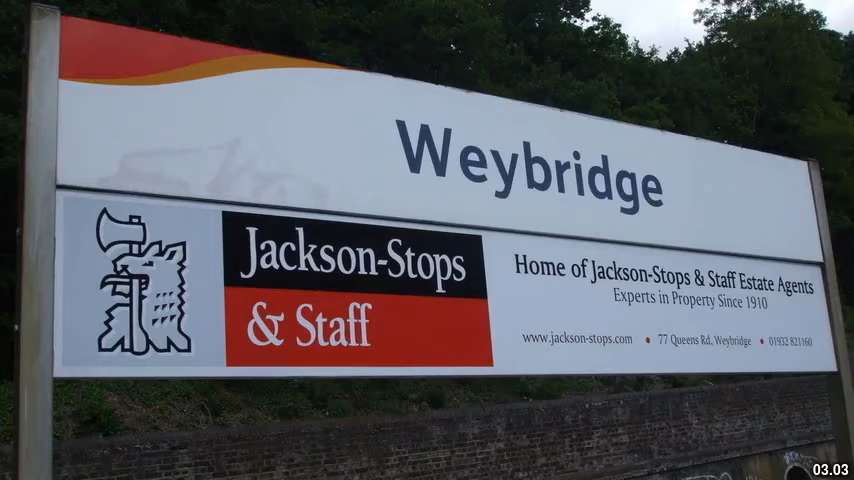 Weybridge
Jackson-Stops
& Staff
Home of Jackson-Stops & Staff Estate Agents
Experts in Property Since 1910
www.jackson-stops.com • 77 Queens Rd, Weybridge • 01932 821160
03.03